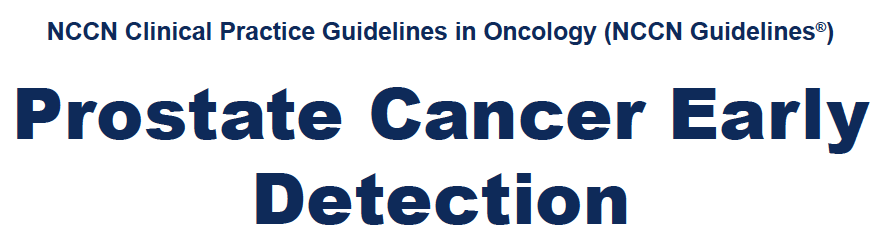 NCCN Clinical Practice Guidelines in Oncology (NCCN Guidelines®)
Prostate Cancer Early
Detection